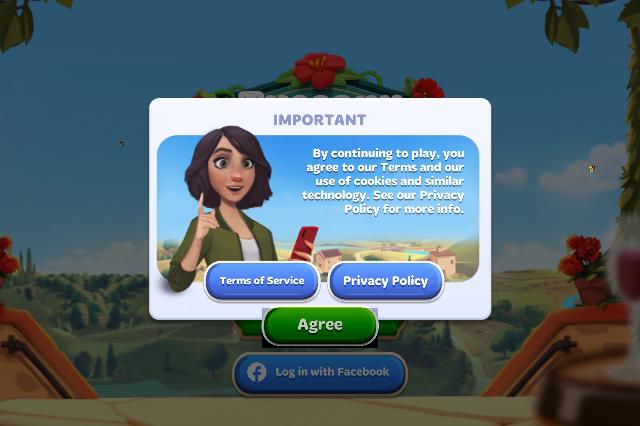 IMPORTANT
By continuing to play, you
agree to our Terms and our
use of cookies and similar
technology. See our Privacy
Policy for more info.
Terms of Service
Privacy Policy
Agree
Log in with Facebook